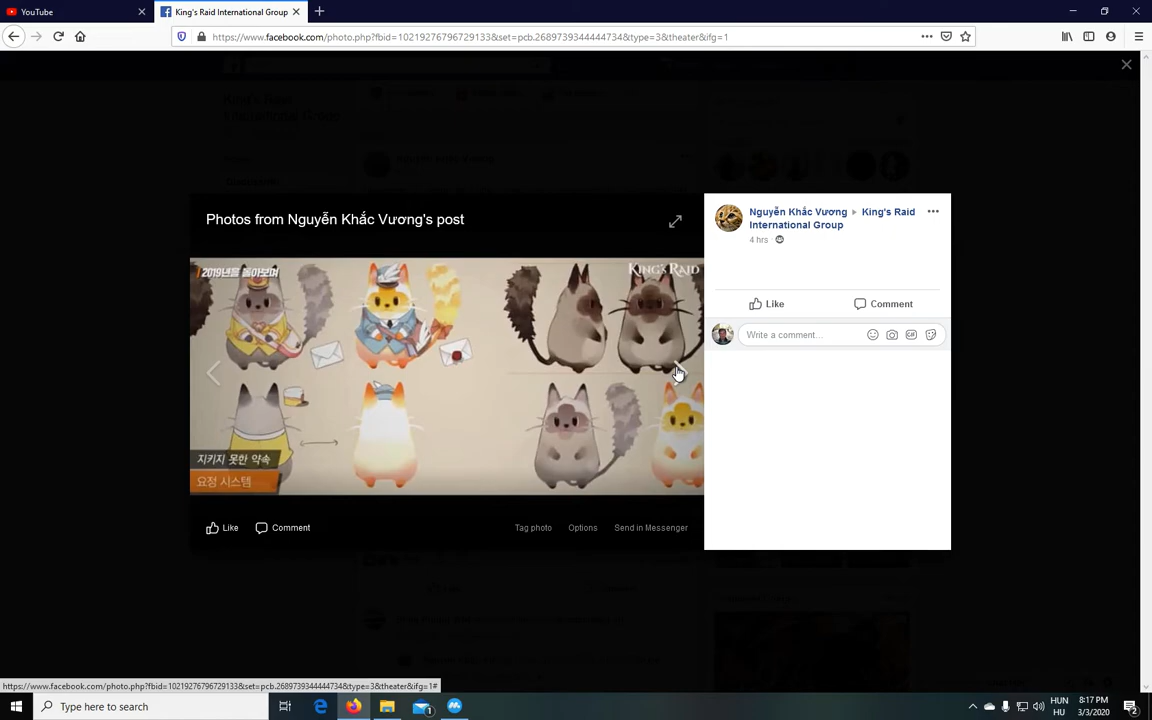 YouTube
King's Raid International Group
https://www.facebook.com/photo.php?fbid=10219276796729133&set=pcb.2689739344444734&type=3&theater&ifg=1
Photos from Nguyễn Khắc Vương's post
Nguyễn Khắc Vương ▸ King's Raid
International Group
4 hrs
2019년을 돌아보며
KING'S RAID
Like
Comment
Write a comment...
GIF
지키지 못한 약속
요정 시스템
Like
Comment
Tag photo
Options
Send in Messenger
https://www.facebook.com/photo.php?fbid=10219276796729133&set=pcb.2689739344444734&type=3&theater&ifg=1#
Type here to search
1
HUN
HU
8:17 PM
3/3/2020
2